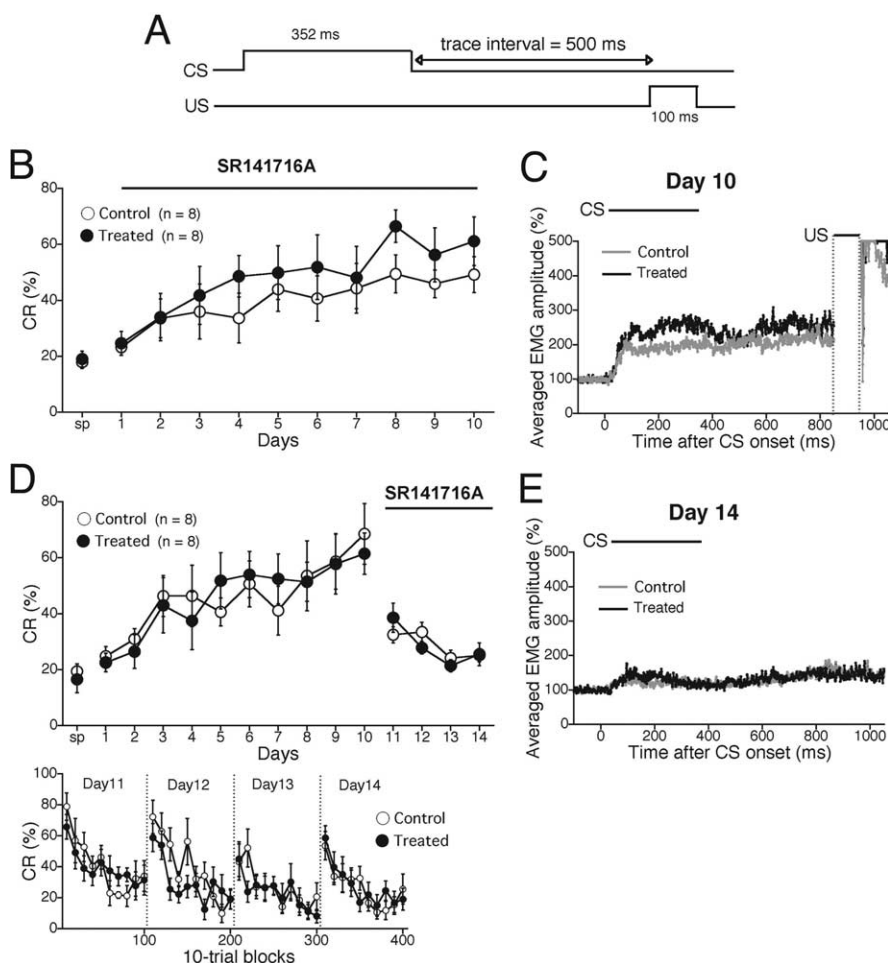 A
352 ms
trace interval = 500 ms
CS
US
100 ms
B
SR141716A
80
60
40
20
0
CR (%)
Control (n = 8)
Treated (n = 8)
sp 1 2 3 4 5 6 7 8 9 10
Days
C
Day 10
CS
US
Averaged EMG amplitude (%)
500
400
300
200
100
0
Control
Treated
0 200 400 600 800 1000
Time after CS onset (ms)
D
SR141716A
80
60
40
20
0
CR (%)
Control (n = 8)
Treated (n = 8)
sp 1 2 3 4 5 6 7 8 9 10 11 12 13 14
Days
E
Day 14
CS
Averaged EMG amplitude (%)
500
400
300
200
100
0
Control
Treated
0 200 400 600 800 1000
Time after CS onset (ms)
100
80
60
40
20
0
CR (%)
Day11 Day12 Day13 Day14
Control
Treated
100 200 300 400
10-trial blocks